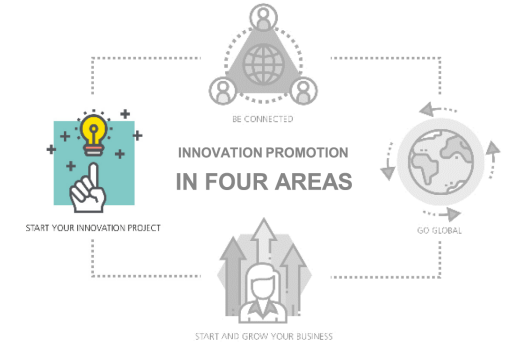 BE CONNECTED
INNOVATION PROMOTION
IN FOUR AREAS
START YOUR INNOVATION PROJECT
GO GLOBAL
START AND GROW YOUR BUSINESS